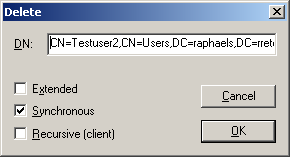 Delete
DN: CN=Testuser2,CN=Users,DC=raphaels,DC=rrete
Extended
Cancel
Synchronous
Recursive (client)
OK